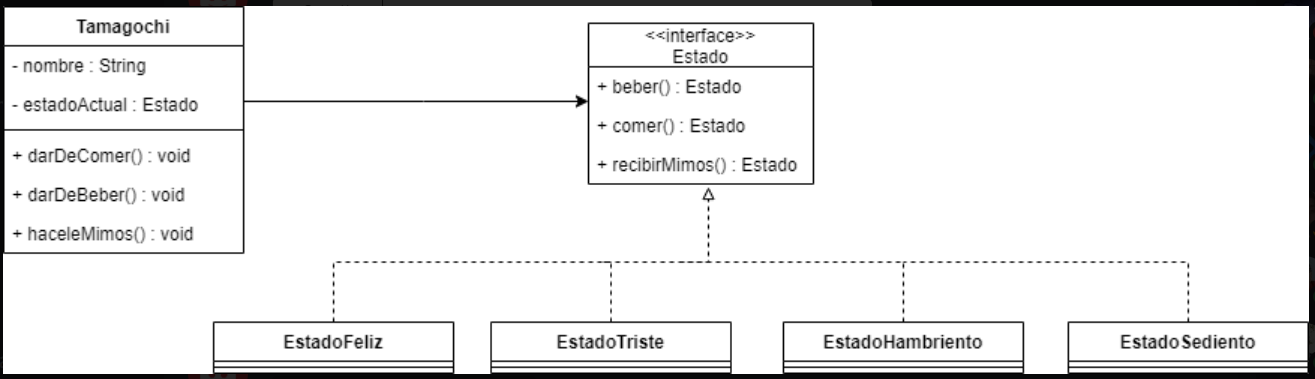 Tamagochi
- nombre : String
- estadoActual : Estado
+ darDeComer() : void
+ darDeBeber() : void
+ haceleMimos() : void
<<interface>>
Estado
+ beber() : Estado
+ comer() : Estado
+ recibirMimos() : Estado
EstadoFeliz
EstadoTriste
EstadoHambriento
EstadoSediento